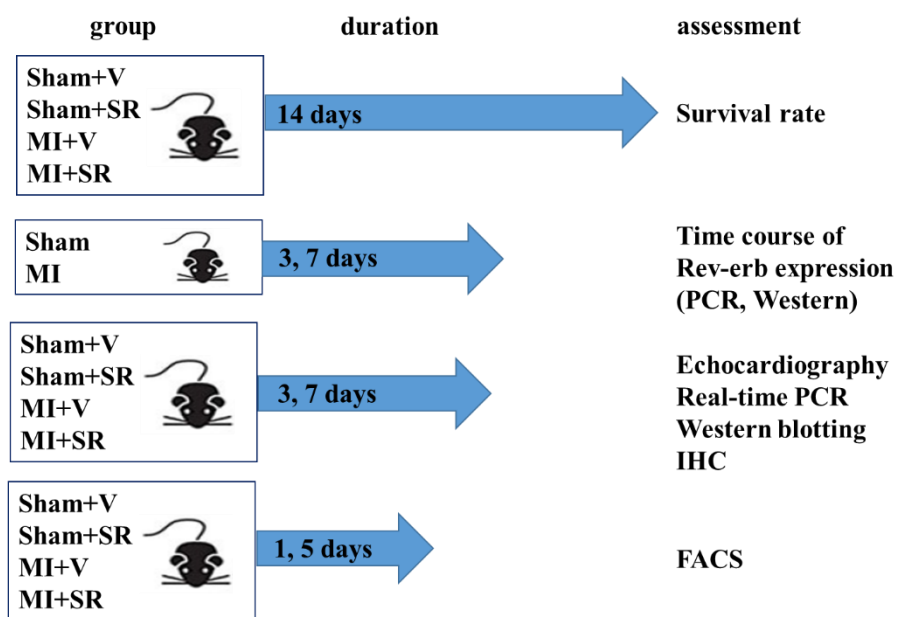 group duration assessment
Sham+V
Sham+SR
MI+V
MI+SR
14 days
Survival rate
Sham
MI
3, 7 days
Time course of
Rev-erb expression
(PCR, Western)
Sham+V
Sham+SR
MI+V
MI+SR
3, 7 days
Echocardiography
Real-time PCR
Western blotting
IHC
Sham+V
Sham+SR
MI+V
MI+SR
1, 5 days
FACS